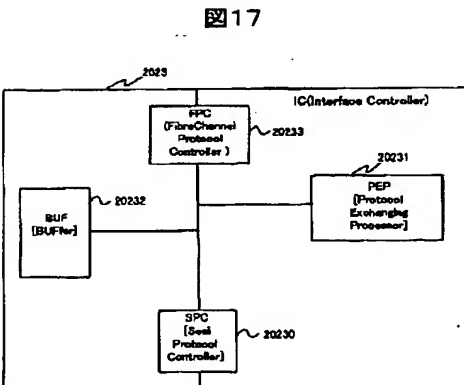 図17
2023
IC(Interface Controller)
FPC
(FibreChannel
Protocol
Controller)
20233
20231
PEP
[Protocol
Exchanging
Processor]
20232
BUF
[BUFfer]
SPC
[Scsi
Protocol
Controller]
20230